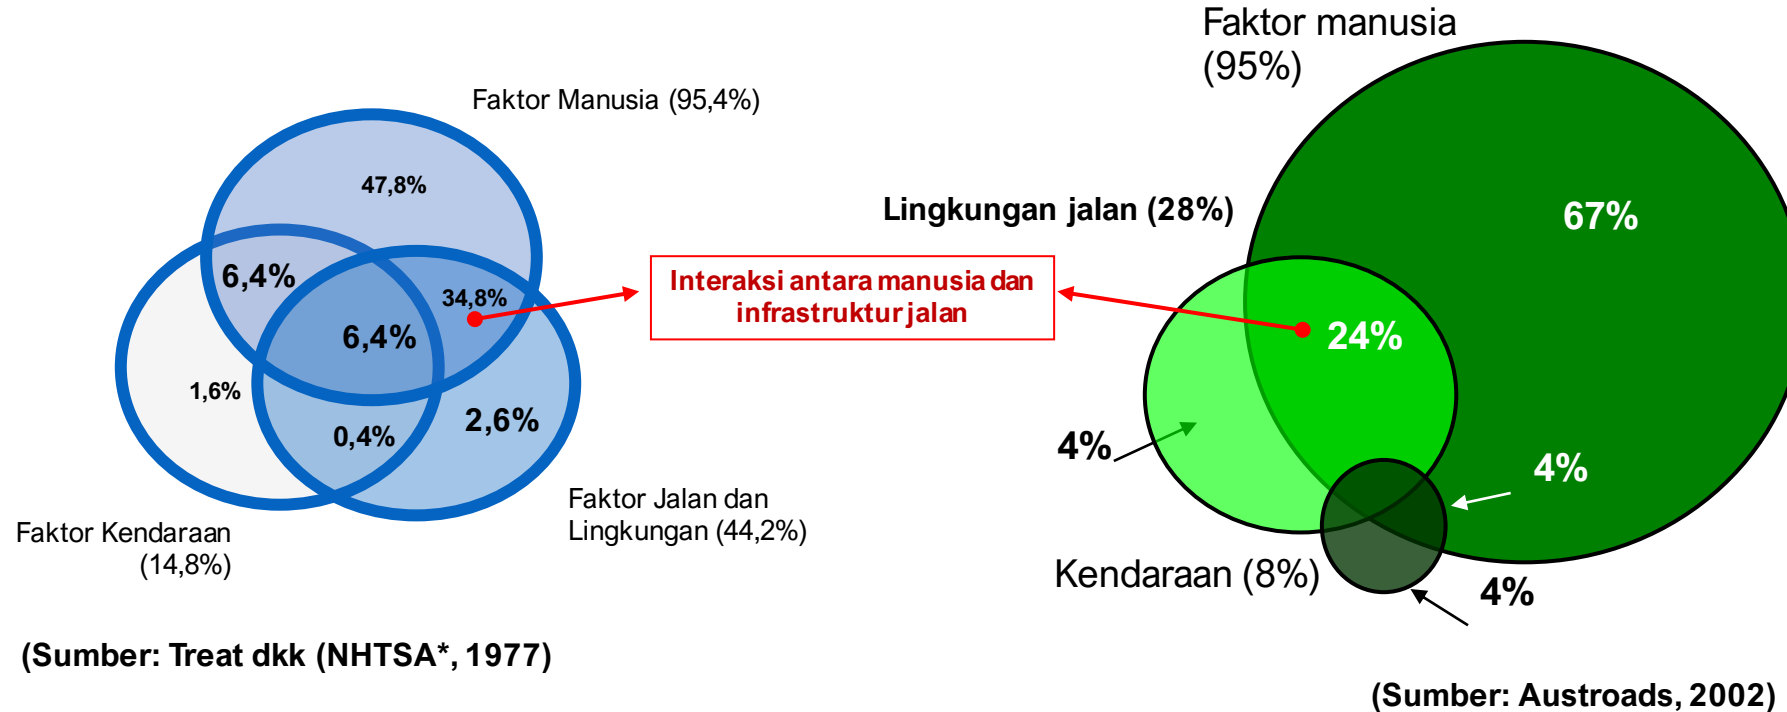 Faktor Manusia (95,4%)
47,8%
6,4%
34,8%
6,4%
1,6%
0,4%
2,6%
Faktor Kendaraan
(14,8%)
Faktor Jalan dan
Lingkungan (44,2%)
(Sumber: Treat dkk (NHTSA*, 1977)
Interaksi antara manusia dan
infrastruktur jalan
Faktor manusia
(95%)
Lingkungan jalan (28%)
67%
24%
4%
4%
Kendaraan (8%)
4%
(Sumber: Austroads, 2002)